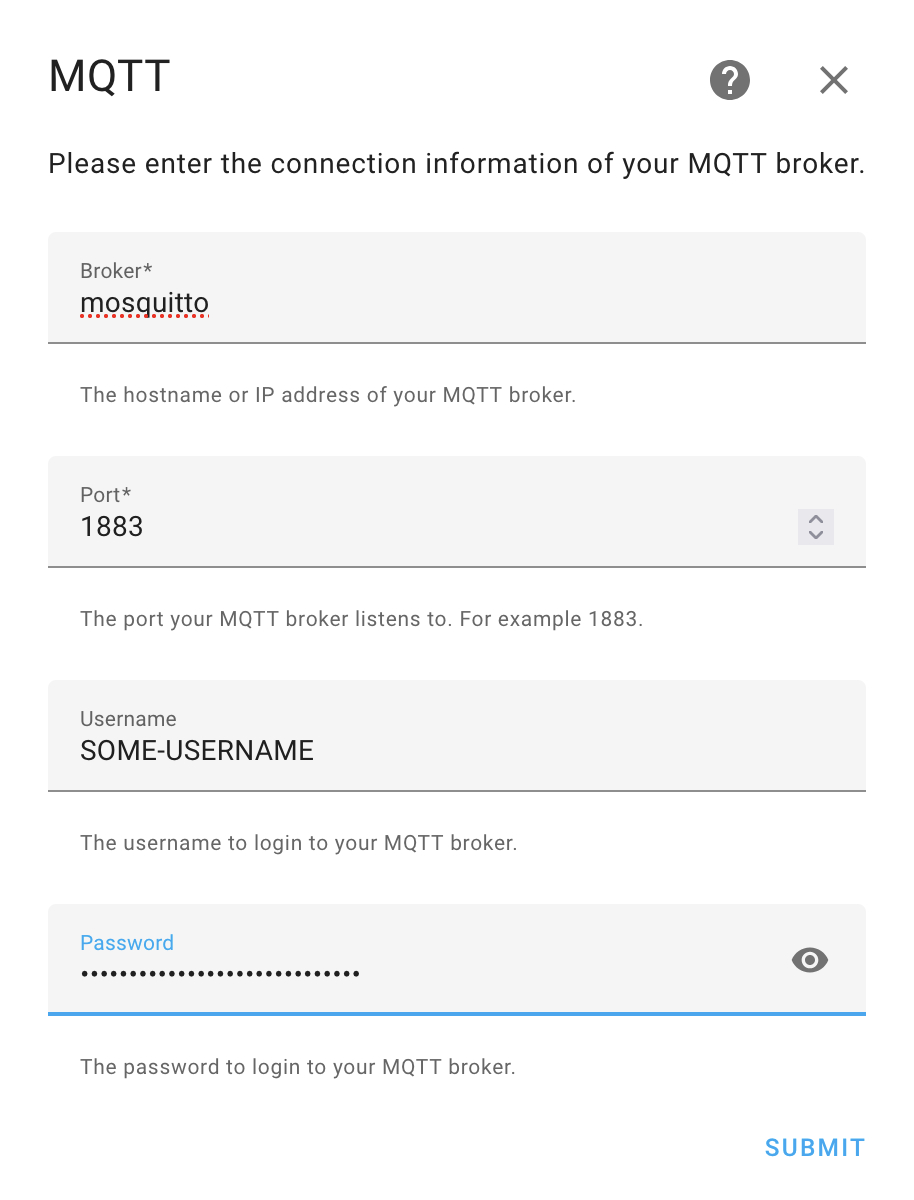 MQTT
Please enter the connection information of your MQTT broker.
Broker*
mosquitto
The hostname or IP address of your MQTT broker.
Port*
1883
The port your MQTT broker listens to. For example 1883.
Username
SOME-USERNAME
The username to login to your MQTT broker.
Password
•••••••••••••••••••••••••••••
The password to login to your MQTT broker.
SUBMIT